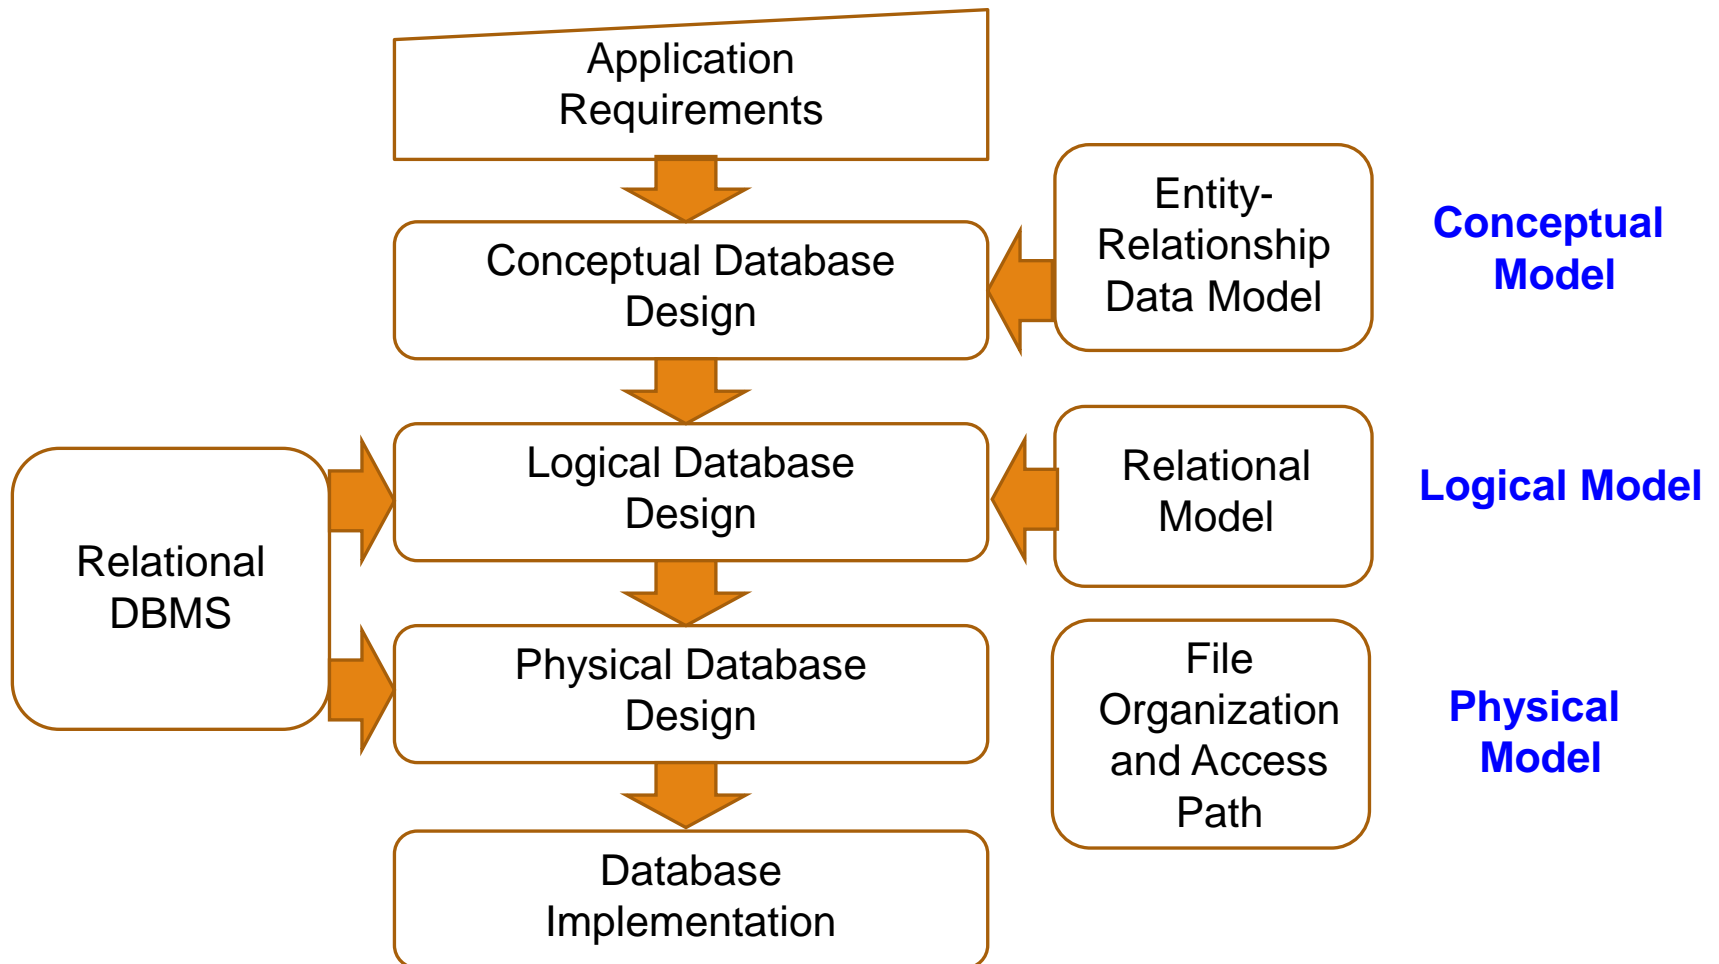 Application
Requirements
Conceptual Database
Design
Entity-
Relationship
Data Model
Conceptual
Model
Relational
DBMS
Logical Database
Design
Relational
Model
Logical Model
Physical Database
Design
File
Organization
and Access
Path
Physical
Model
Database
Implementation